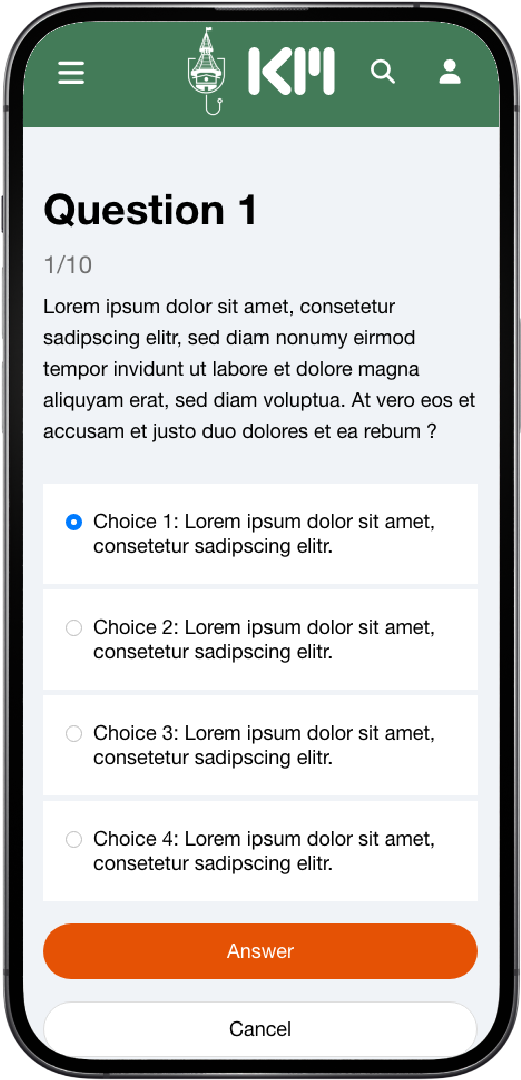 KM
Question 1
1/10
Lorem ipsum dolor sit amet, consetetur
sadipscing elitr, sed diam nonumy eirmod
tempor invidunt ut labore et dolore magna
aliquyam erat, sed diam voluptua. At vero eos et
accusam et justo duo dolores et ea rebum ?
Choice 1: Lorem ipsum dolor sit amet,
consetetur sadipscing elitr.
Choice 2: Lorem ipsum dolor sit amet,
consetetur sadipscing elitr.
Choice 3: Lorem ipsum dolor sit amet,
consetetur sadipscing elitr.
Choice 4: Lorem ipsum dolor sit amet,
consetetur sadipscing elitr.
Answer
Cancel